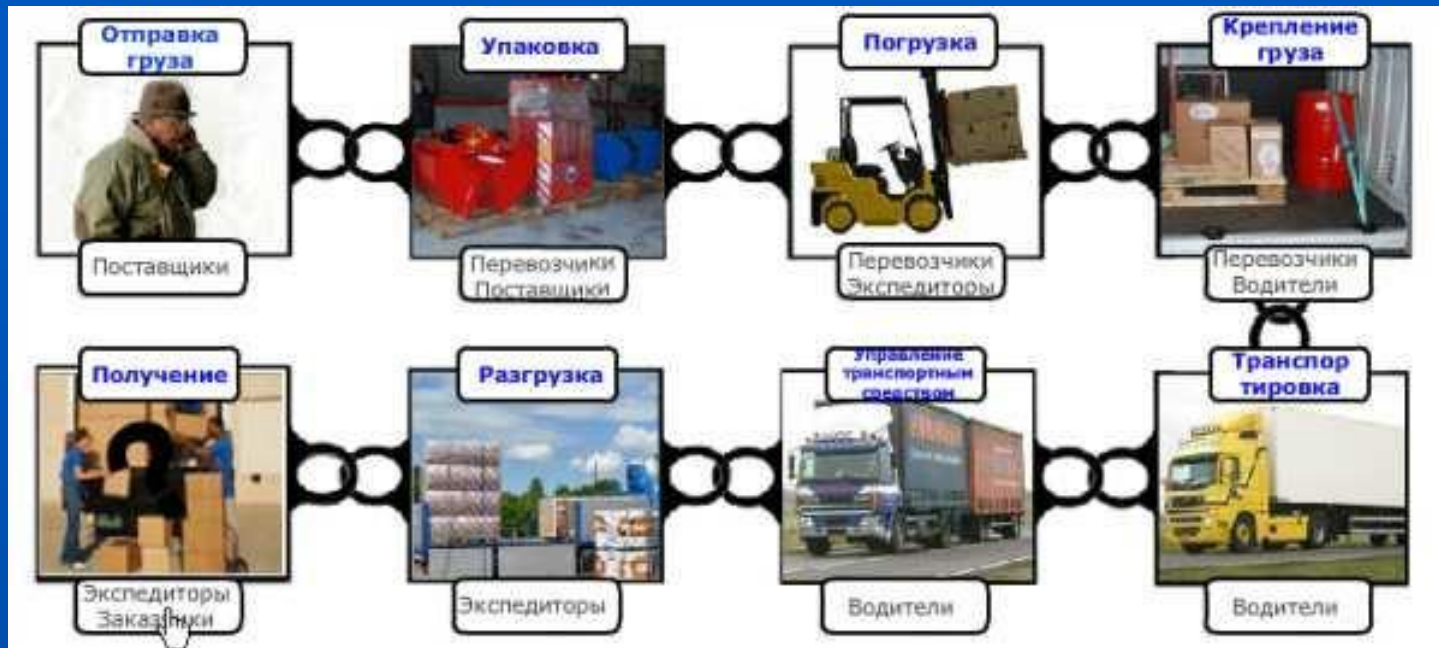 Отправка
груза
Поставщики
Упаковка
Перевозчики
Поставщики
Погрузка
Перевозчики
Экспедиторы
Крепление
груза
Перевозчики
Водители
Транспор
тировка
Водители
Управление
транспортным
средством
Водители
Разгрузка
Экспедиторы
Получение
Экспедиторы
Заказчики